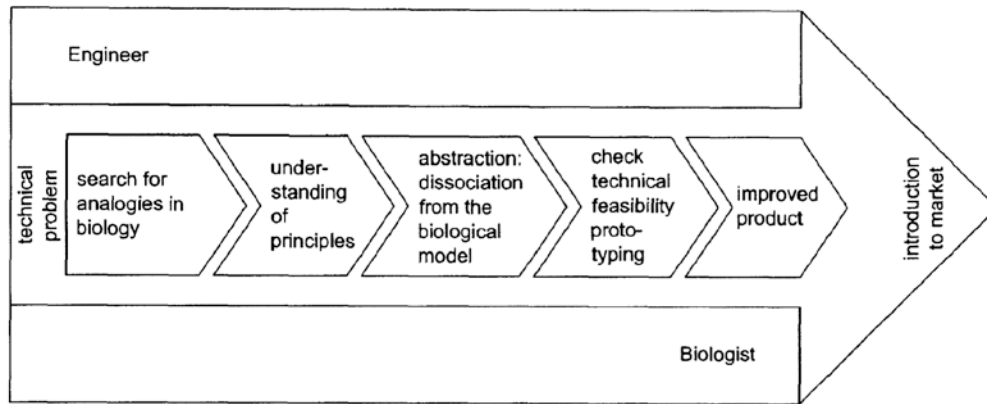 Engineer
technical
problem
search for
analogies in
biology
under-
standing
of
principles
abstraction:
dissociation
from the
biological
model
check
technical
feasibility
proto-
typing
improved
product
introduction
to market
Biologist